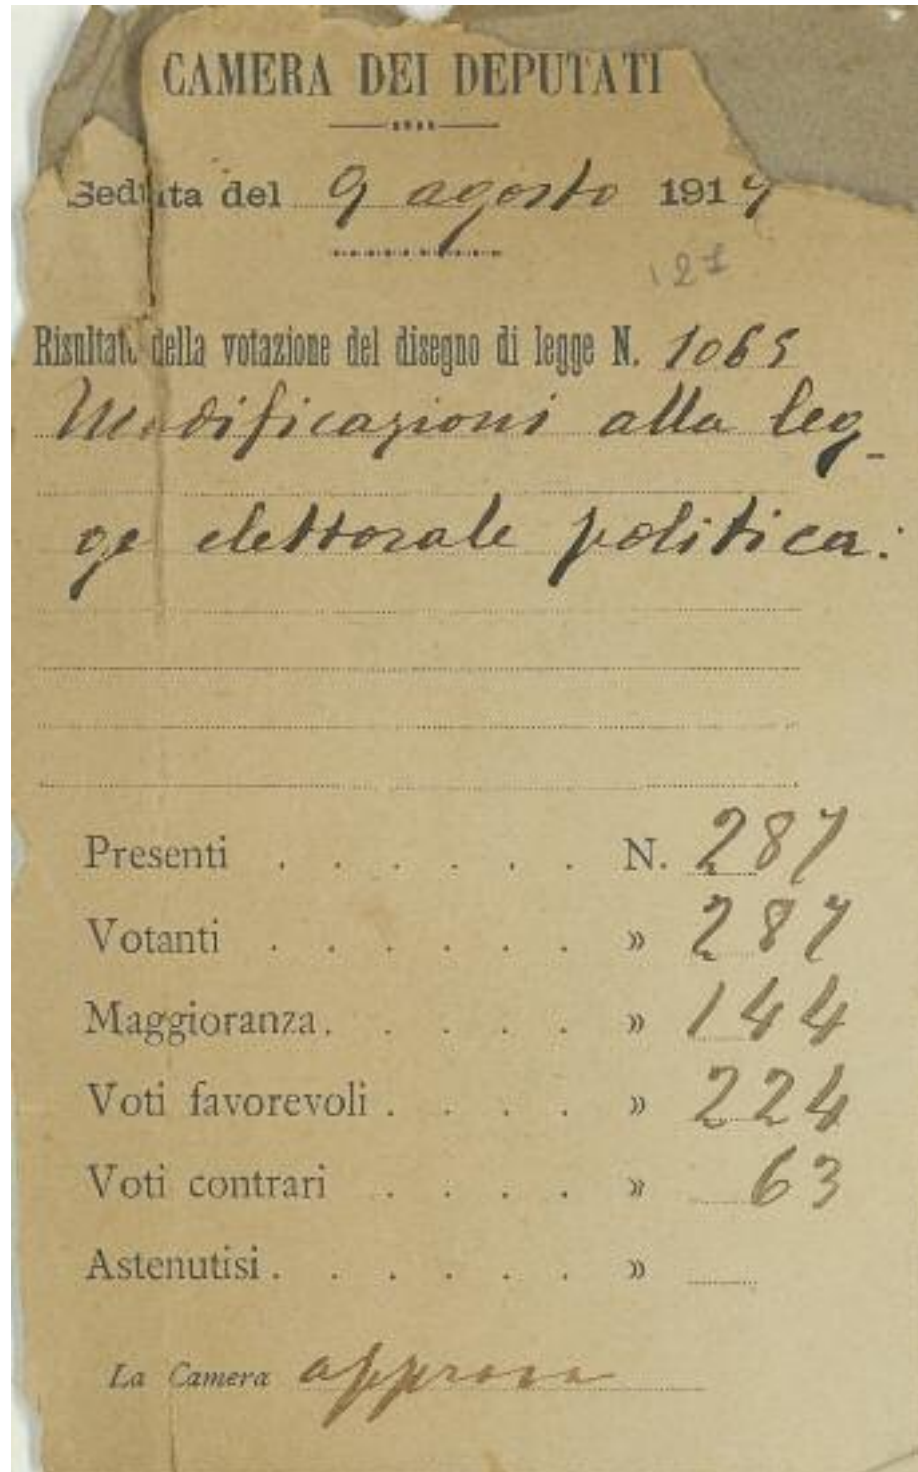 CAMERA DEI DEPUTATI
Seduta del 9 agosto 1919
121
Risultato della votazione del disegno di legge N. 1065
Modificazioni alla leg-
ge elettorale politica:
Presenti . . . . . . N. 287
Votanti . . . . . . » 287
Maggioranza. . . . . » 144
Voti favorevoli . . . . » 224
Voti contrari . . . . » 63
Astenutisi . . . . . . »
La Camera approva